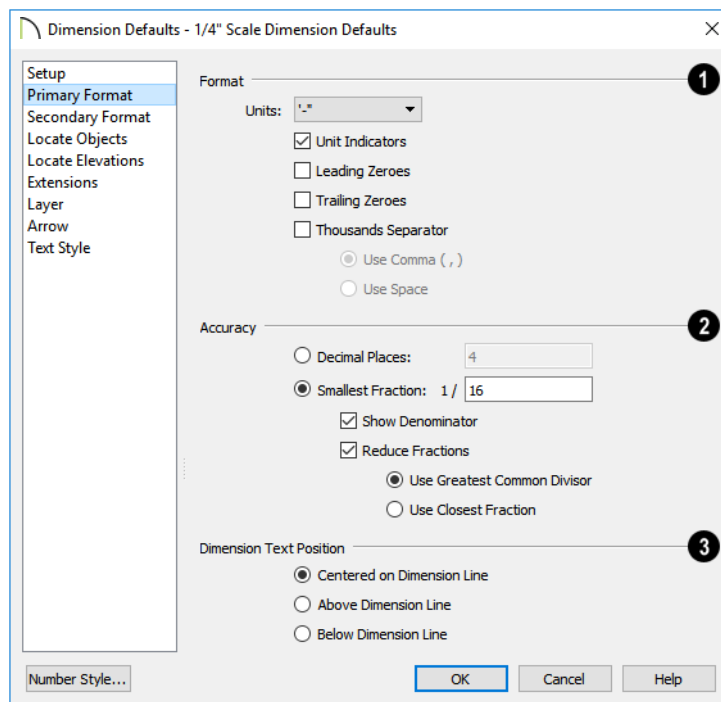 Dimension Defaults - 1/4" Scale Dimension Defaults
Setup
Primary Format
Secondary Format
Locate Objects
Locate Elevations
Extensions
Layer
Arrow
Text Style
Format
1
Units: '-"
Unit Indicators
Leading Zeroes
Trailing Zeroes
Thousands Separator
Use Comma ( , )
Use Space
Accuracy
2
Decimal Places: 4
Smallest Fraction: 1 / 16
Show Denominator
Reduce Fractions
Use Greatest Common Divisor
Use Closest Fraction
Dimension Text Position
3
Centered on Dimension Line
Above Dimension Line
Below Dimension Line
Number Style... OK Cancel Help